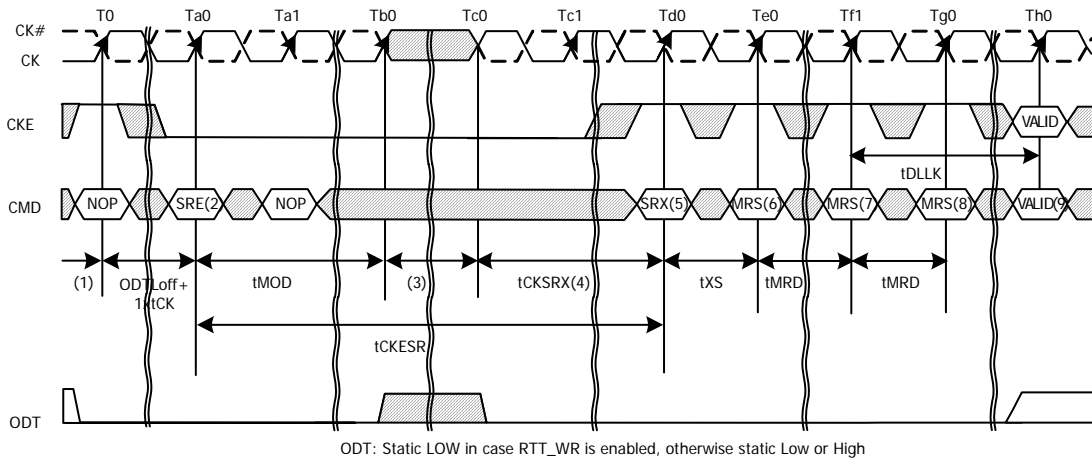 T0 Ta0 Ta1 Tb0 Tc0 Tc1 Td0 Te0 Tf1 Tg0 Th0
CK#
CK
CKE
VALID
tDLLK
CMD
NOP SRE(2 NOP SRX(5) MRS(6) MRS(7) MRS(8) VALID(9)
(1) ODTLoff + tMOD (3) tCKSRX(4) tXS tMRD tMRD
1xtCK
tCKESR
ODT
ODT: Static LOW in case RTT_WR is enabled, otherwise static Low or High